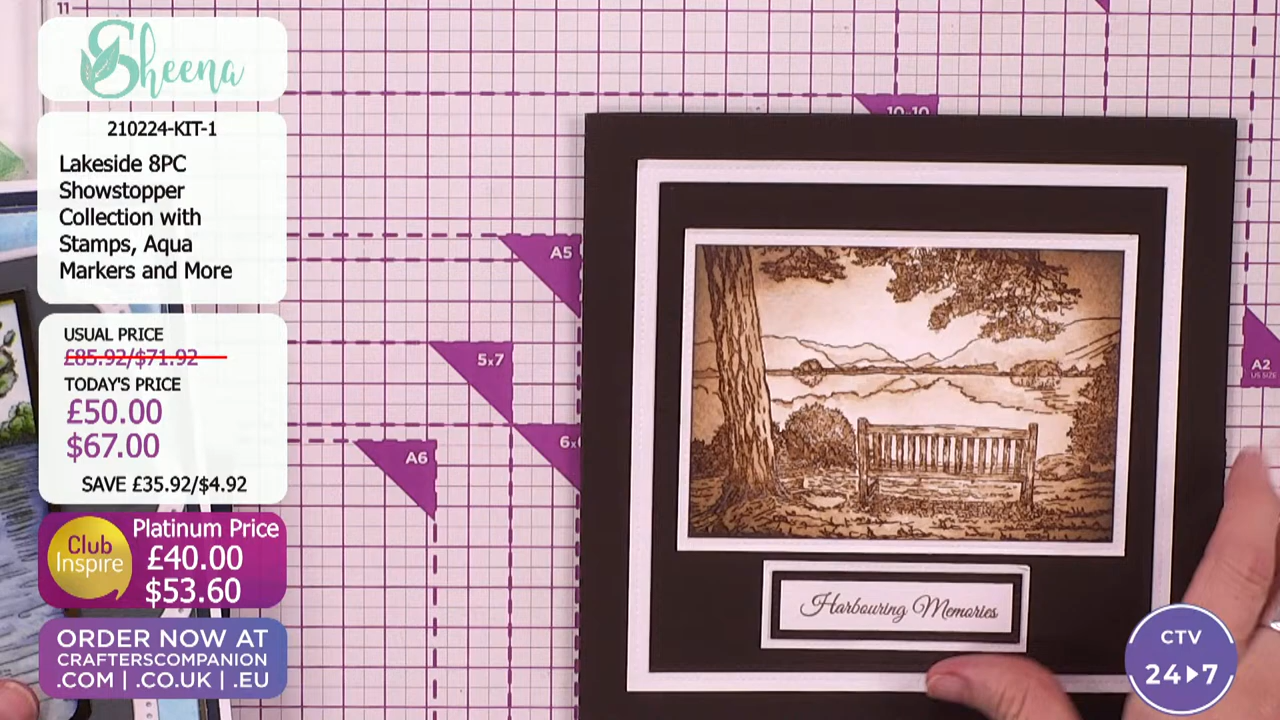 11
Sheena
210224-KIT-1
Lakeside 8PC
Showstopper
Collection with
Stamps, Aqua
Markers and More
USUAL PRICE
£85.92/$71.92
TODAY'S PRICE
£50.00
$67.00
SAVE £35.92/$4.92
Club
Inspire
Platinum Price
£40.00
$53.60
ORDER NOW AT
CRAFTERSCOMPANION
.COM | .CO.UK | .EU
10x10
A5
5x7
6x6
A6
A2
US SIZE
Harbouring Memories
CTV
24▶7